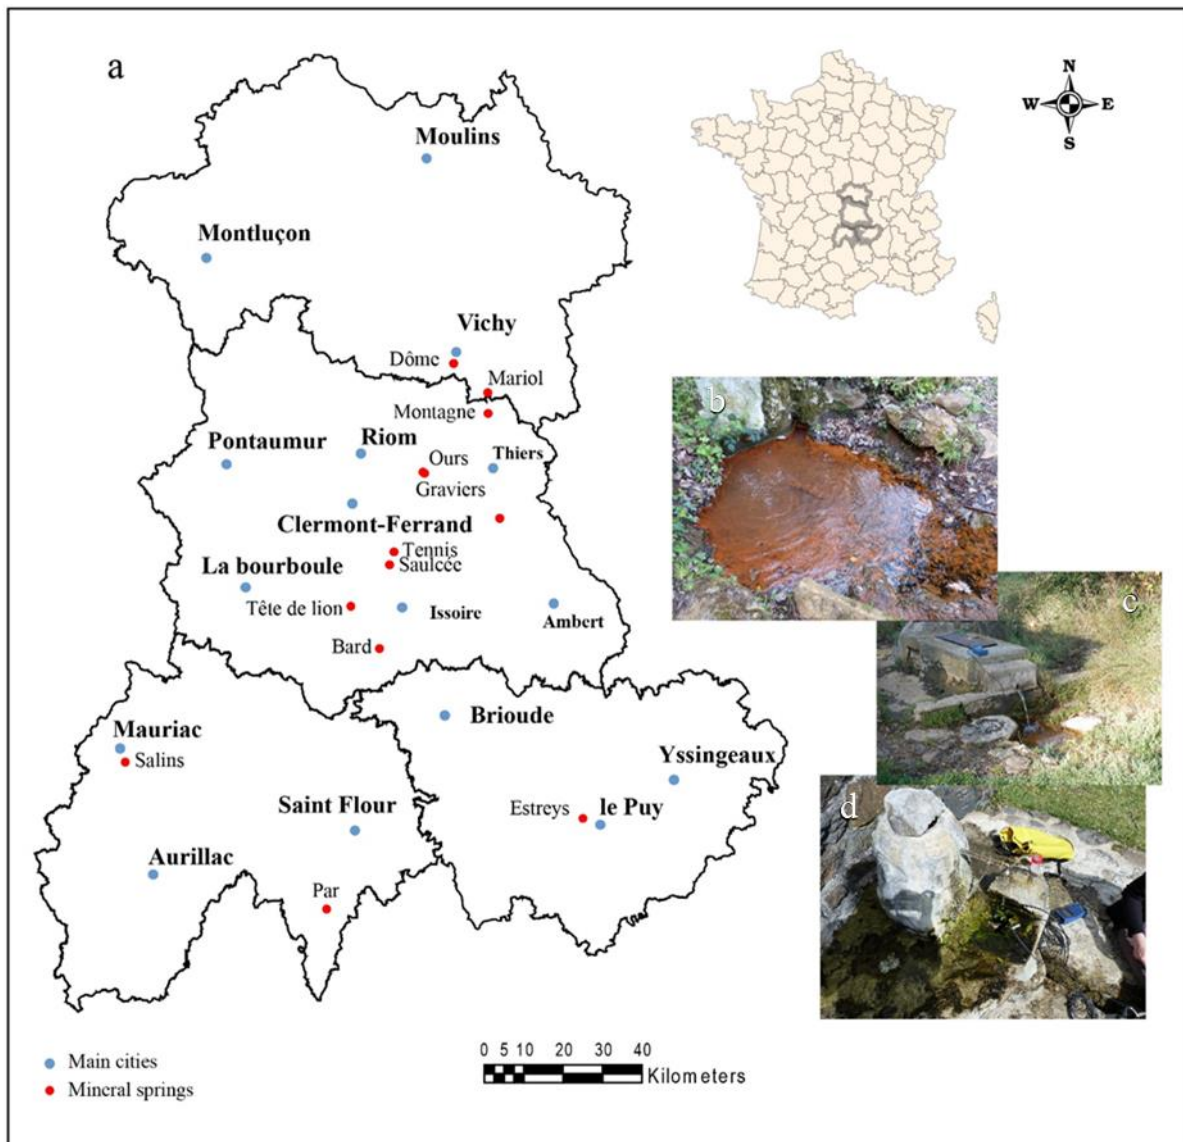 a
N
W E
S
Moulins
Montluçon
Vichy
Dôme
Mariol
Montagne
b
Pontaumur
Riom
Thiers
Ours
Graviers
Clermont-Ferrand
Tennis
Saulcée
La bourboule
Tête de lion
Issoire
Ambert
c
Bard
Brioude
Mauriac
Salins
Yssingeaux
d
Saint Flour
Estreys
le Puy
Aurillac
Par
Main cities
Mineral springs
0 5 10 20 30 40
Kilometers